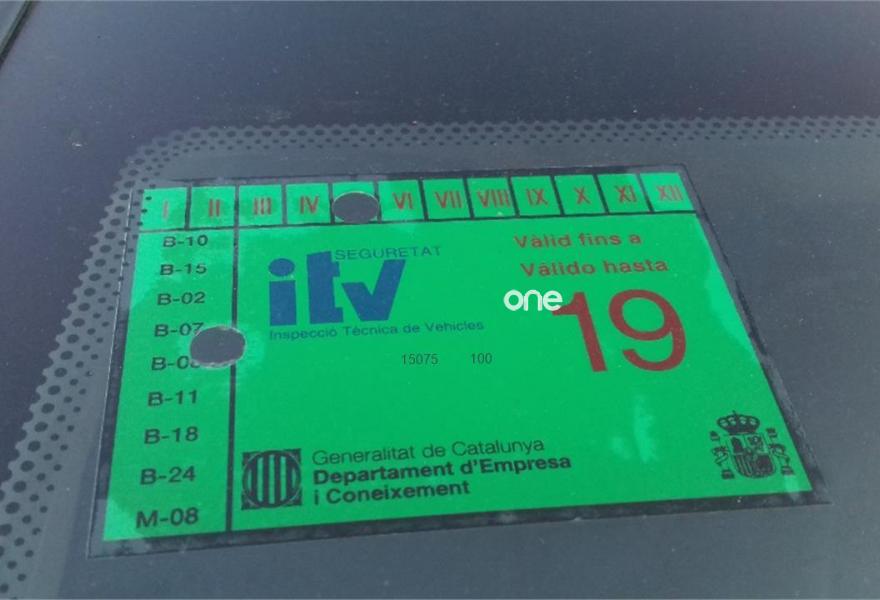 I II III IV VI VII VIII IX X XI XII
B-10
B-15
B-02
B-07
B-0
B-11
B-18
B-24
M-08
SEGURETAT
itv
Inspecció Tècnica de Vehicles
15075 100
Vàlid fins a
Válido hasta
one
19
Generalitat de Catalunya
Departament d'Empresa
i Coneixement